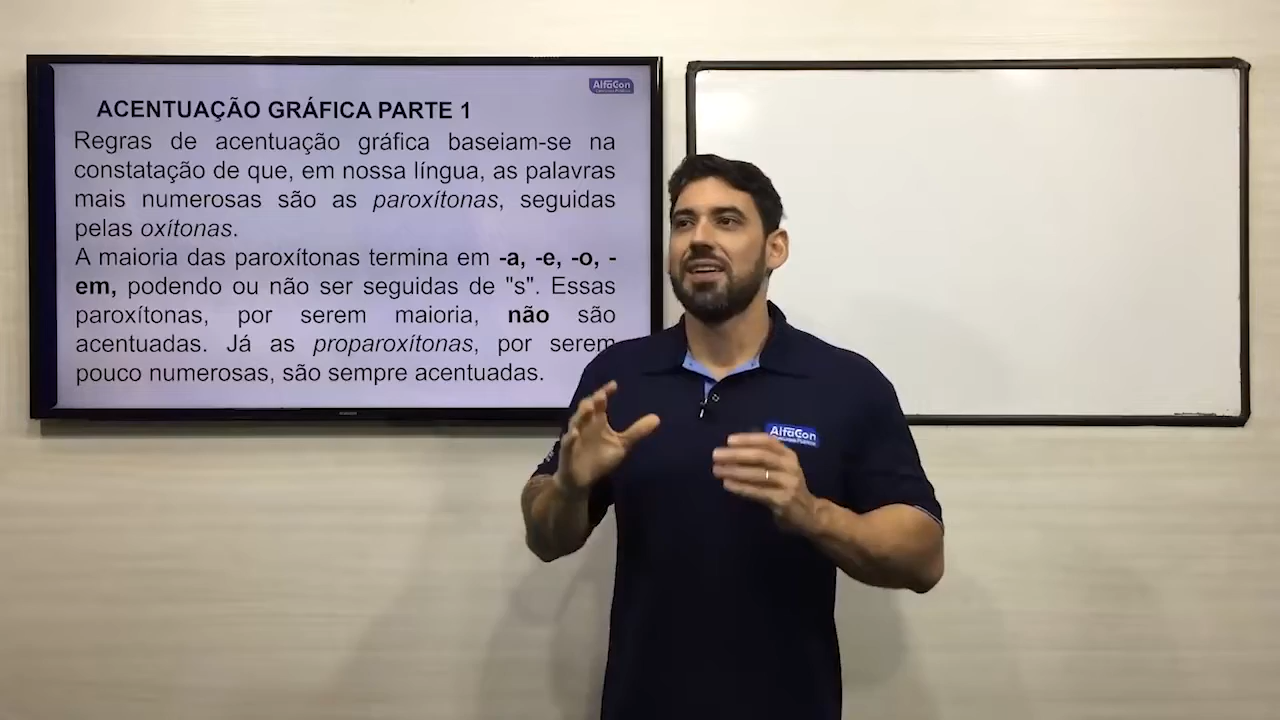 AlfaCon
ACENTUAÇÃO GRÁFICA PARTE 1
Regras de acentuação gráfica baseiam-se na
constatação de que, em nossa língua, as palavras
mais numerosas são as paroxítonas, seguidas
pelas oxítonas.
A maioria das paroxítonas termina em -a, -e, -o, -
em, podendo ou não ser seguidas de "s". Essas
paroxítonas, por serem maioria, não são
acentuadas. Já as proparoxítonas, por serem
pouco numerosas, são sempre acentuadas.
AlfaCon